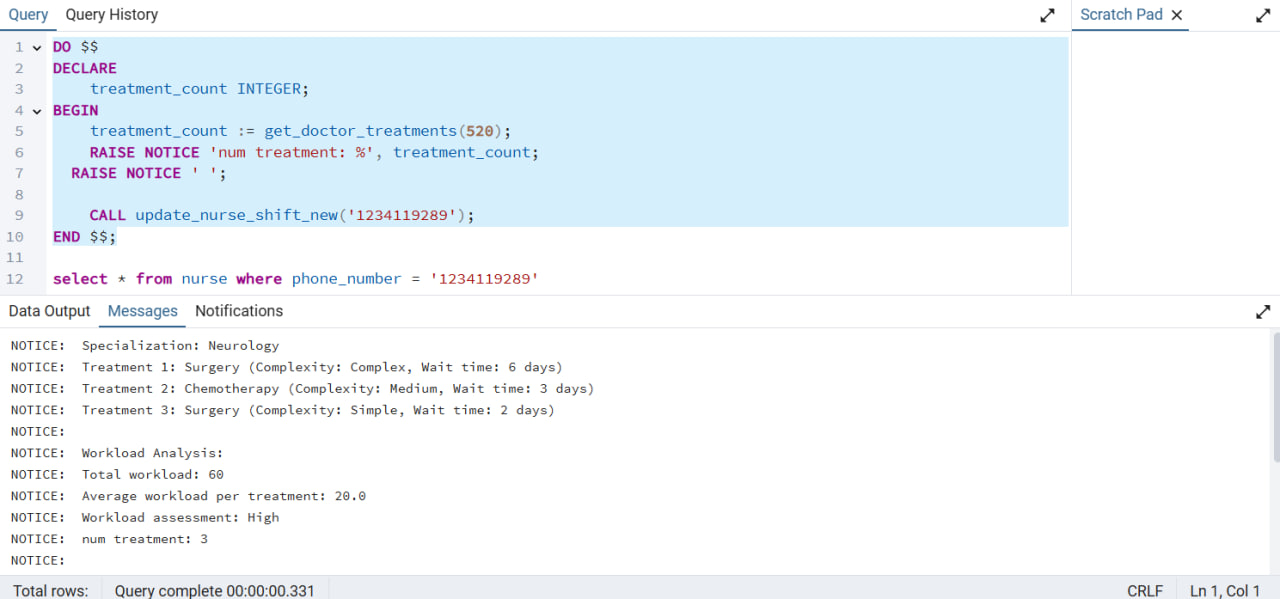 Query Query History
Scratch Pad
1 DO $$
2 DECLARE
3 treatment_count INTEGER;
4 BEGIN
5 treatment_count := get_doctor_treatments(520);
6 RAISE NOTICE 'num treatment: %', treatment_count;
7 RAISE NOTICE ' ';
8
9 CALL update_nurse_shift_new('1234119289');
10 END $$;
11
12 select * from nurse where phone_number = '1234119289'
Data Output Messages Notifications
NOTICE: Specialization: Neurology
NOTICE: Treatment 1: Surgery (Complexity: Complex, Wait time: 6 days)
NOTICE: Treatment 2: Chemotherapy (Complexity: Medium, Wait time: 3 days)
NOTICE: Treatment 3: Surgery (Complexity: Simple, Wait time: 2 days)
NOTICE:
NOTICE: Workload Analysis:
NOTICE: Total workload: 60
NOTICE: Average workload per treatment: 20.0
NOTICE: Workload assessment: High
NOTICE: num treatment: 3
NOTICE:
Total rows: Query complete 00:00:00.331 CRLF Ln 1, Col 1